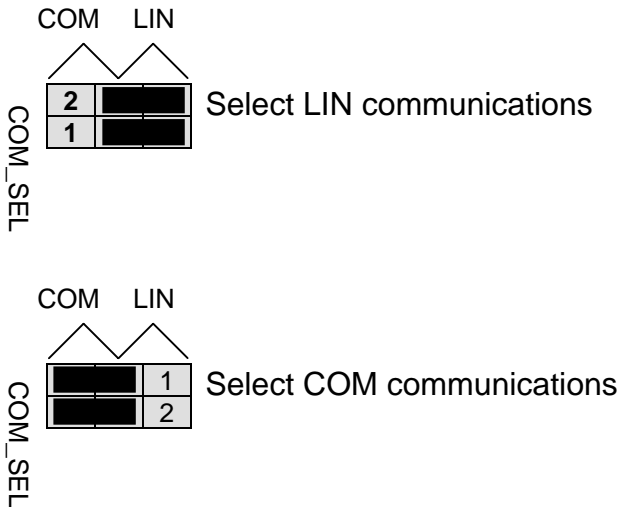 COM LIN
2 Select LIN communications
1
COM_SEL
COM LIN
1 Select COM communications
2
COM_SEL